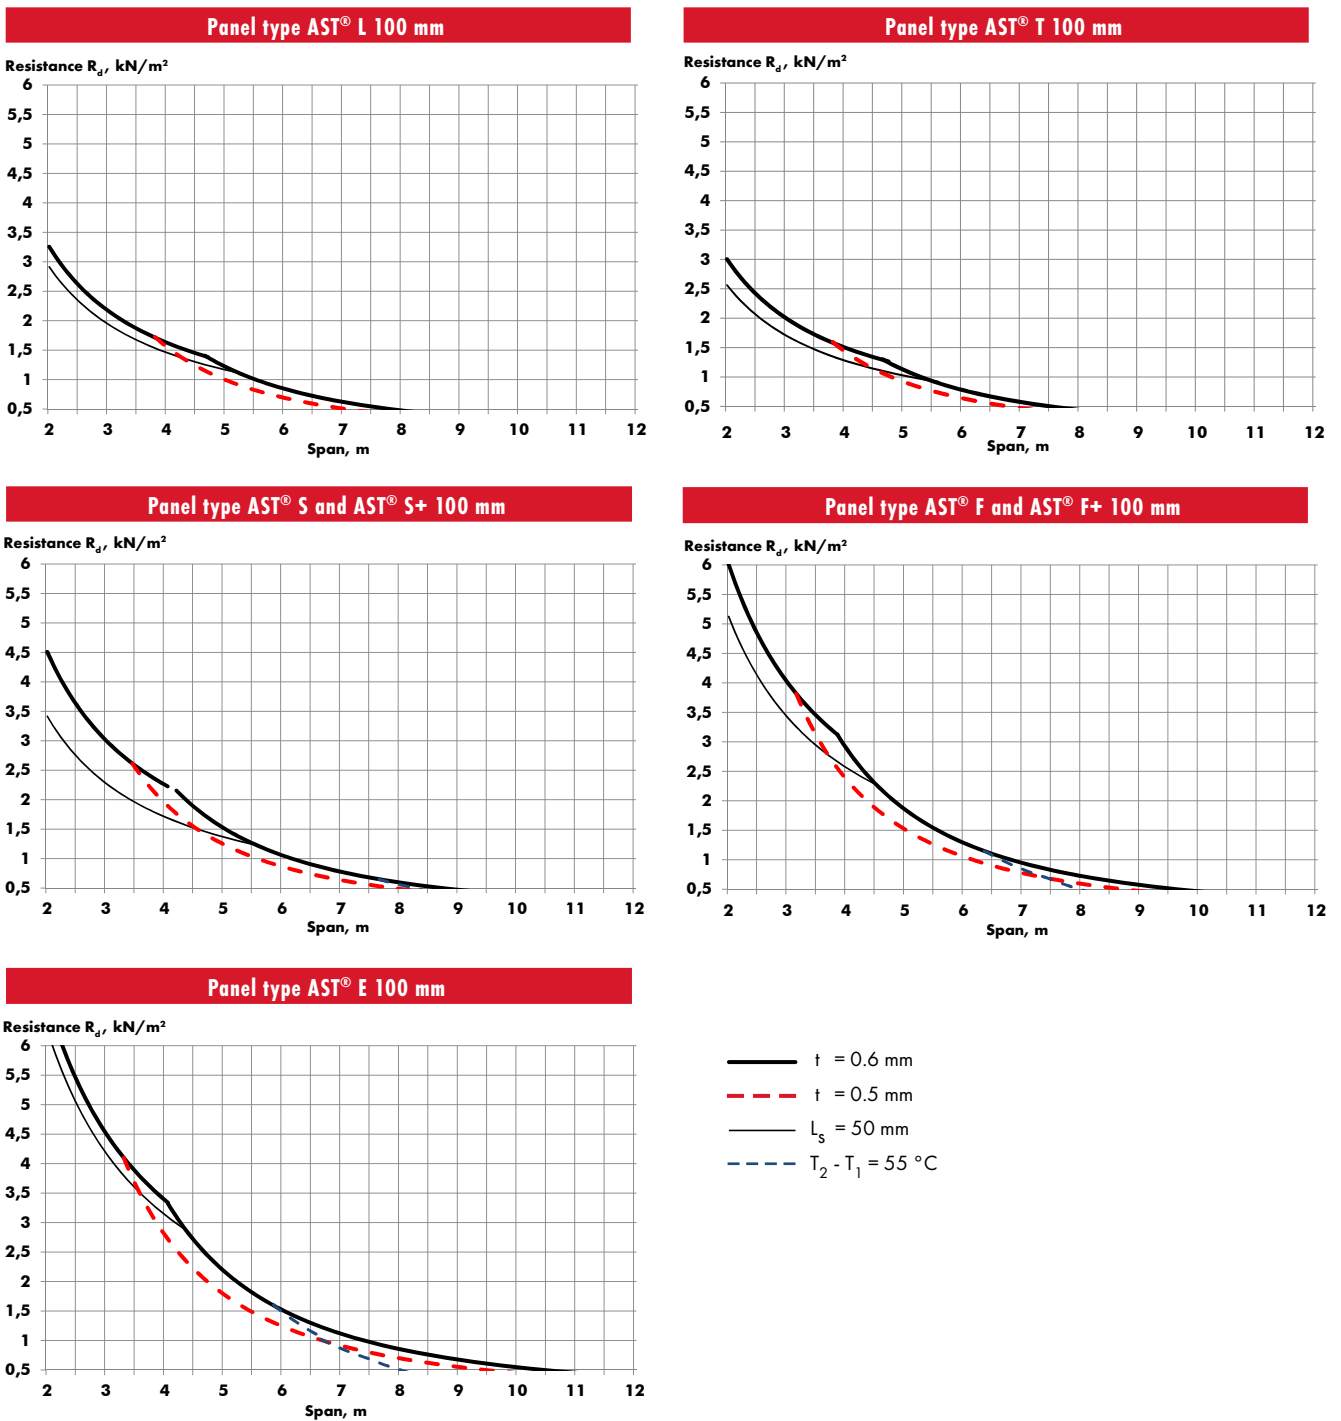 Panel type AST® L 100 mm
Resistance R_d, kN/m²
6
5,5
5
4,5
4
3,5
3
2,5
2
1,5
1
0,5
2 3 4 5 6 7 8 9 10 11 12
Span, m
Panel type AST® T 100 mm
Resistance R_d, kN/m²
6
5,5
5
4,5
4
3,5
3
2,5
2
1,5
1
0,5
2 3 4 5 6 7 8 9 10 11 12
Span, m
Panel type AST® S and AST® S+ 100 mm
Resistance R_d, kN/m²
6
5,5
5
4,5
4
3,5
3
2,5
2
1,5
1
0,5
2 3 4 5 6 7 8 9 10 11 12
Span, m
Panel type AST® F and AST® F+ 100 mm
Resistance R_d, kN/m²
6
5,5
5
4,5
4
3,5
3
2,5
2
1,5
1
0,5
2 3 4 5 6 7 8 9 10 11 12
Span, m
Panel type AST® E 100 mm
Resistance R_d, kN/m²
6
5,5
5
4,5
4
3,5
3
2,5
2
1,5
1
0,5
2 3 4 5 6 7 8 9 10 11 12
Span, m
t = 0.6 mm
t = 0.5 mm
L_s = 50 mm
T_2 - T_1 = 55 °C